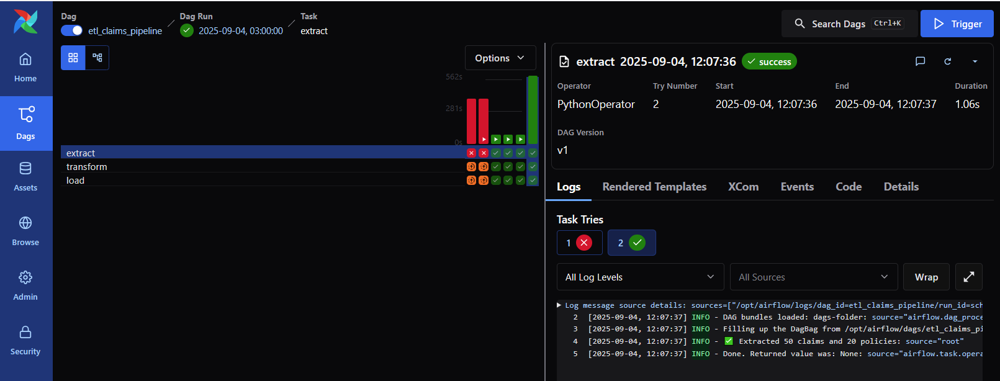 Dag
etl_claims_pipeline
Dag Run
2025-09-04, 03:00:00
Task
extract
Search Dags Ctrl+K
Trigger
Home
Dags
Assets
Browse
Admin
Security
Options
562s
281s
0s
extract
transform
load
extract 2025-09-04, 12:07:36 success
Operator Try Number Start End Duration
PythonOperator 2 2025-09-04, 12:07:36 2025-09-04, 12:07:37 1.06s
DAG Version
v1
Logs Rendered Templates XCom Events Code Details
Task Tries
1 2
All Log Levels All Sources Wrap
Log message source details: sources=["/opt/airflow/logs/dag_id=etl_claims_pipeline/run_id=sch
2 [2025-09-04, 12:07:37] INFO - DAG bundles loaded: dags-folder: source="airflow.dag_proce
3 [2025-09-04, 12:07:37] INFO - Filling up the DagBag from /opt/airflow/dags/etl_claims_pi
4 [2025-09-04, 12:07:37] INFO - ✅ Extracted 50 claims and 20 policies: source="root"
5 [2025-09-04, 12:07:37] INFO - Done. Returned value was: None: source="airflow.task.opera